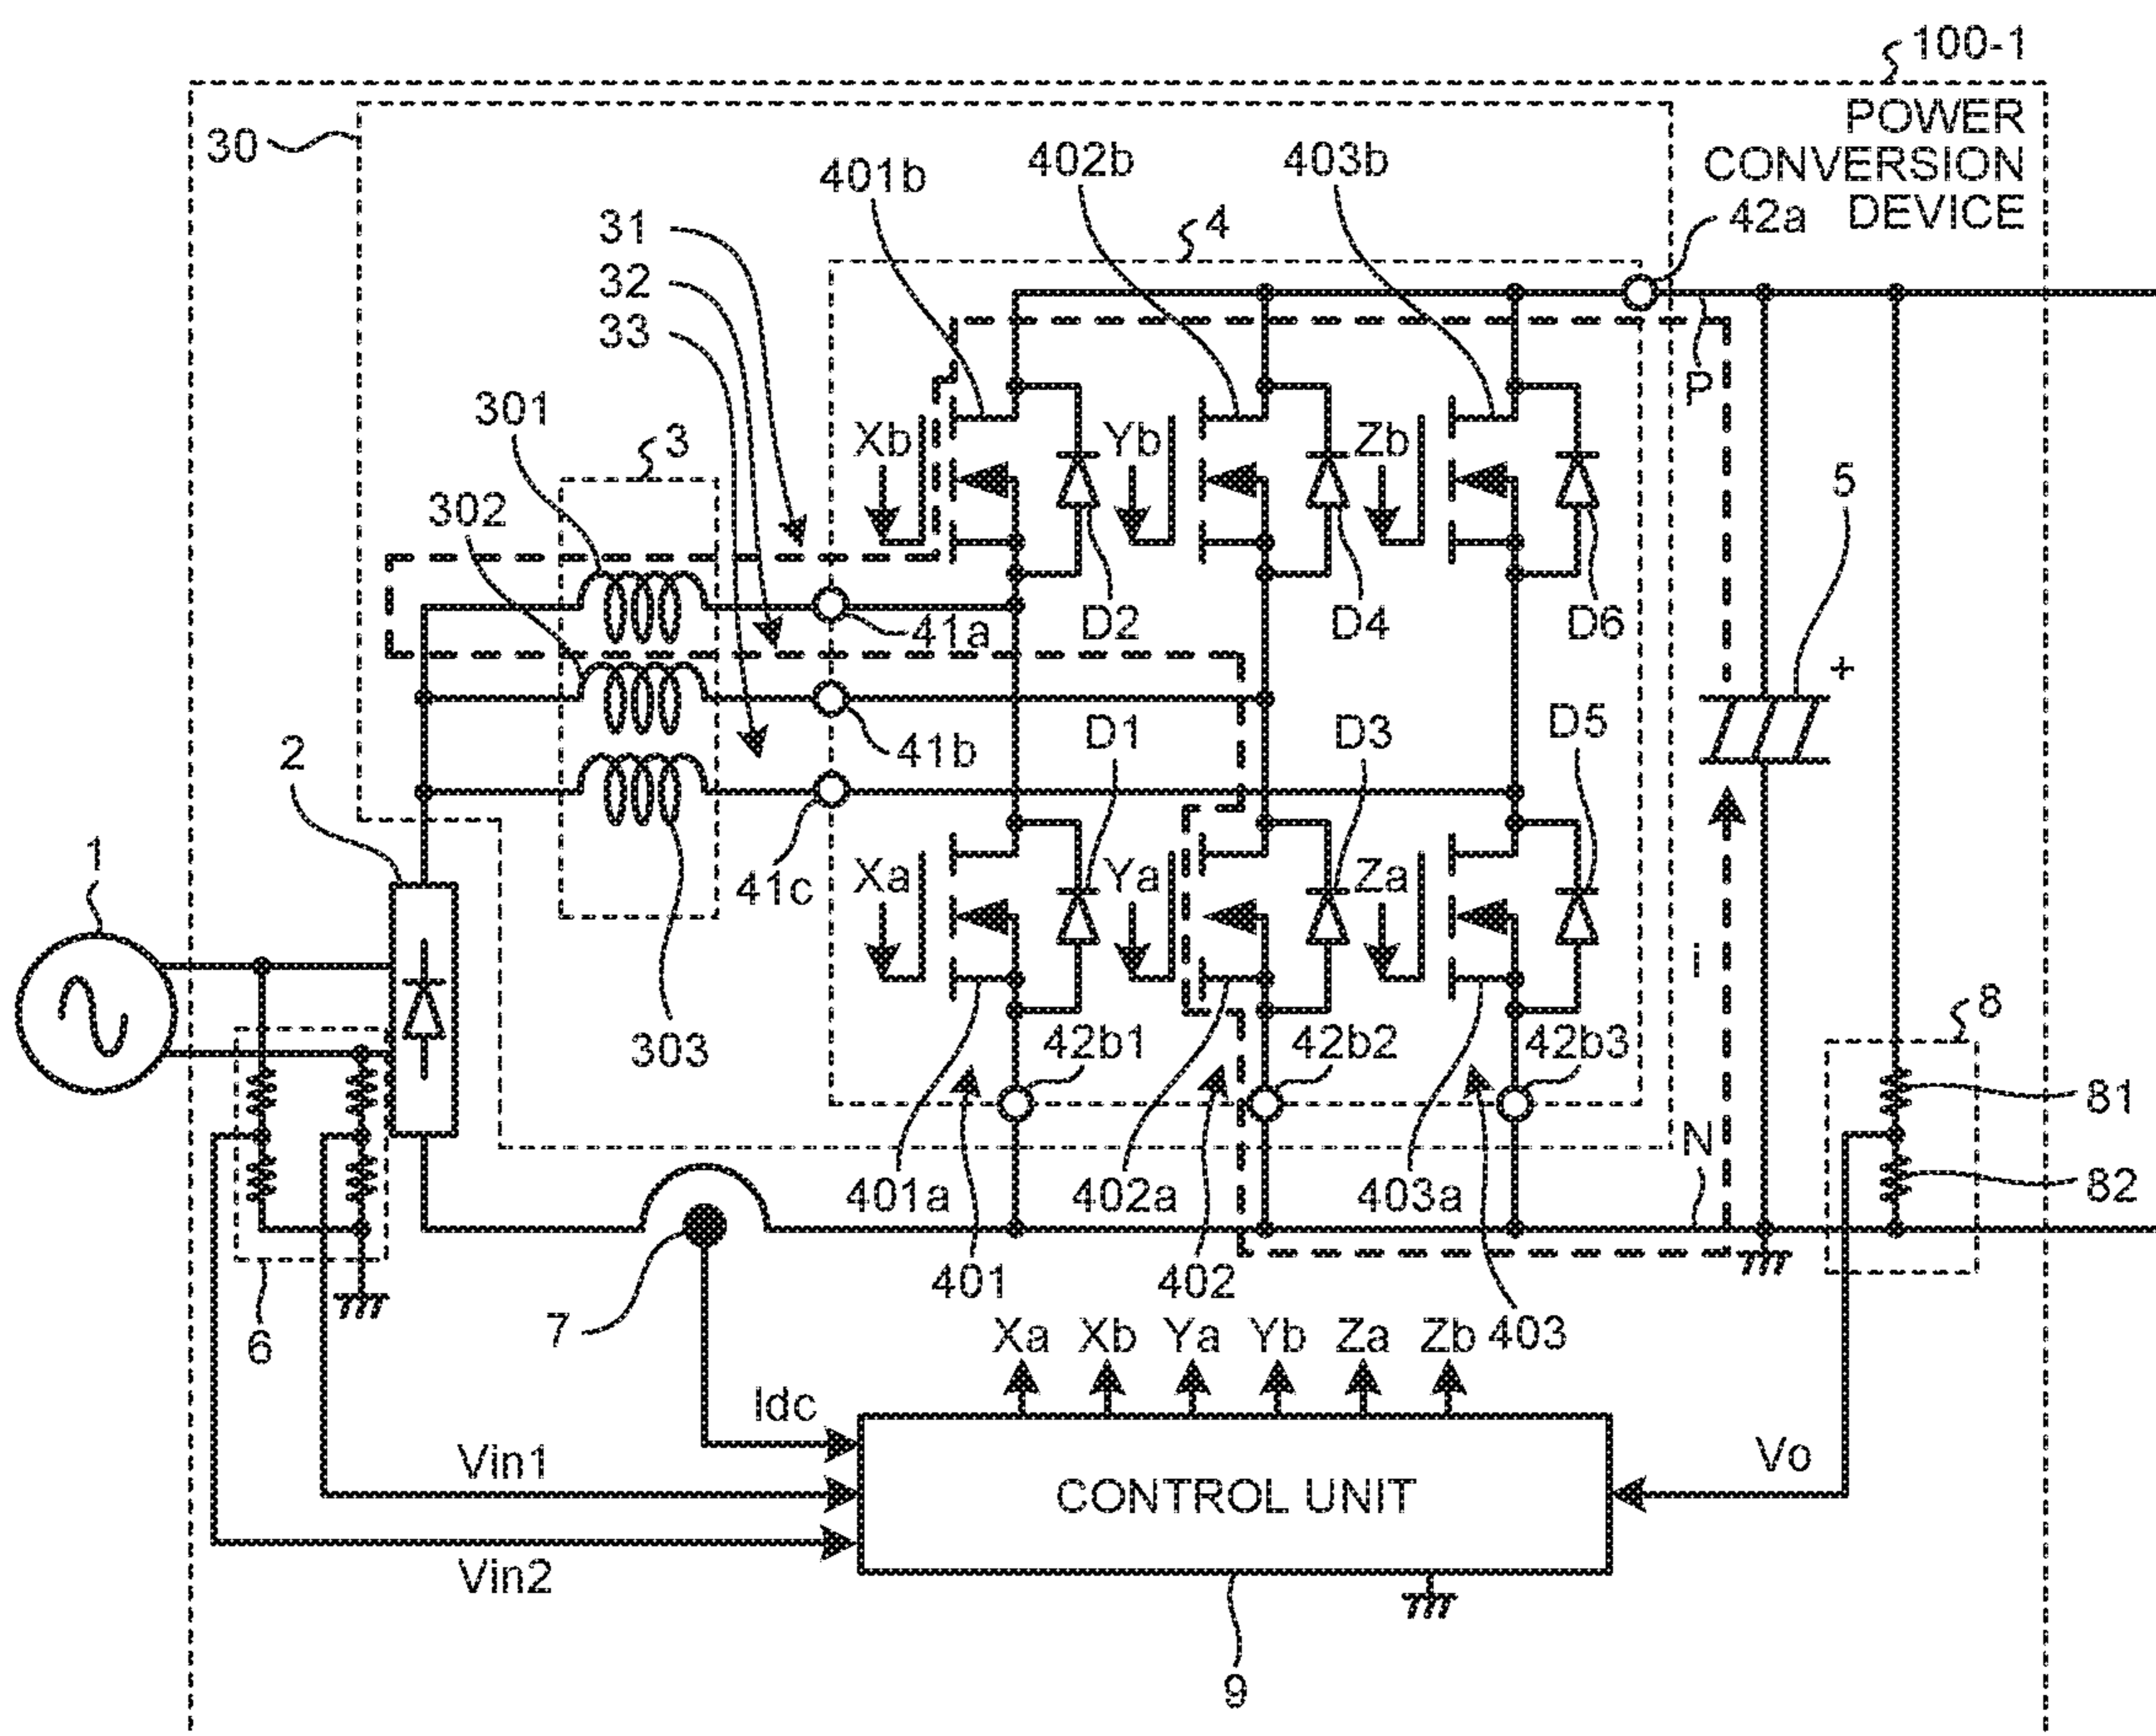 100-1
POWER
CONVERSION
DEVICE
30
401b
402b
403b
42a
31
32
33
4
P
301
3
302
Xb
Yb
Zb
5
+
41a
D2
D4
D6
41b
D1
D3
D5
2
1
41c
Xa
Ya
Za
i
303
42b1
42b2
42b3
8
81
N
82
401a
402a
403a
401
402
403
6
7
Xa Xb Ya Yb Za Zb
Idc
Vin1
Vo
CONTROL UNIT
Vin2
9